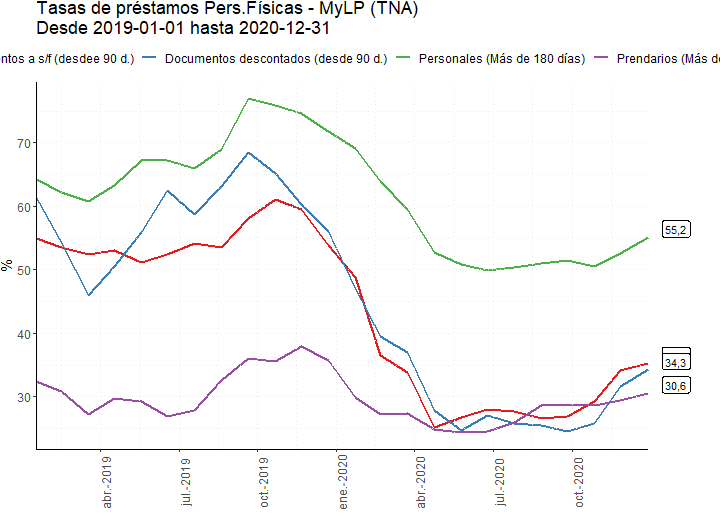 Tasas de préstamos Pers.Físicas - MyLP (TNA)
Desde 2019-01-01 hasta 2020-12-31
ntos a s/f (desdee 90 d.) Documentos descontados (desde 90 d.) Personales (Más de 180 días) Prendarios (Más de
%
70
60
50
40
30
55,2
34,3
30,6
abr.-2019
jul.-2019
oct.-2019
ene.-2020
abr.-2020
jul.-2020
oct.-2020